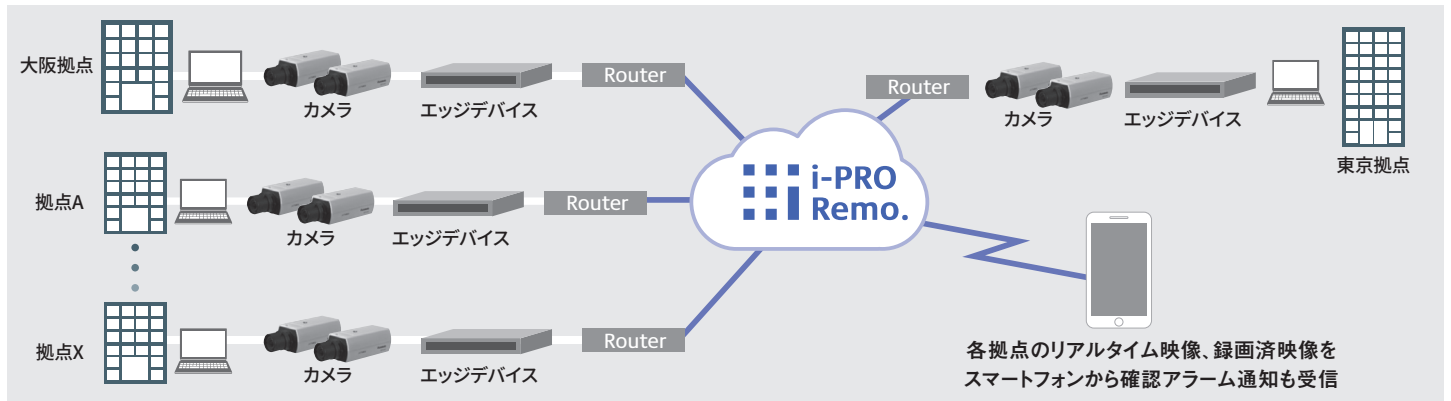 大阪拠点
カメラ
エッジデバイス
Router
拠点A
カメラ
エッジデバイス
Router
拠点X
カメラ
エッジデバイス
Router
i-PRO
Remo.
Router
カメラ
エッジデバイス
東京拠点
各拠点のリアルタイム映像、録画済映像を
スマートフォンから確認アラーム通知も受信